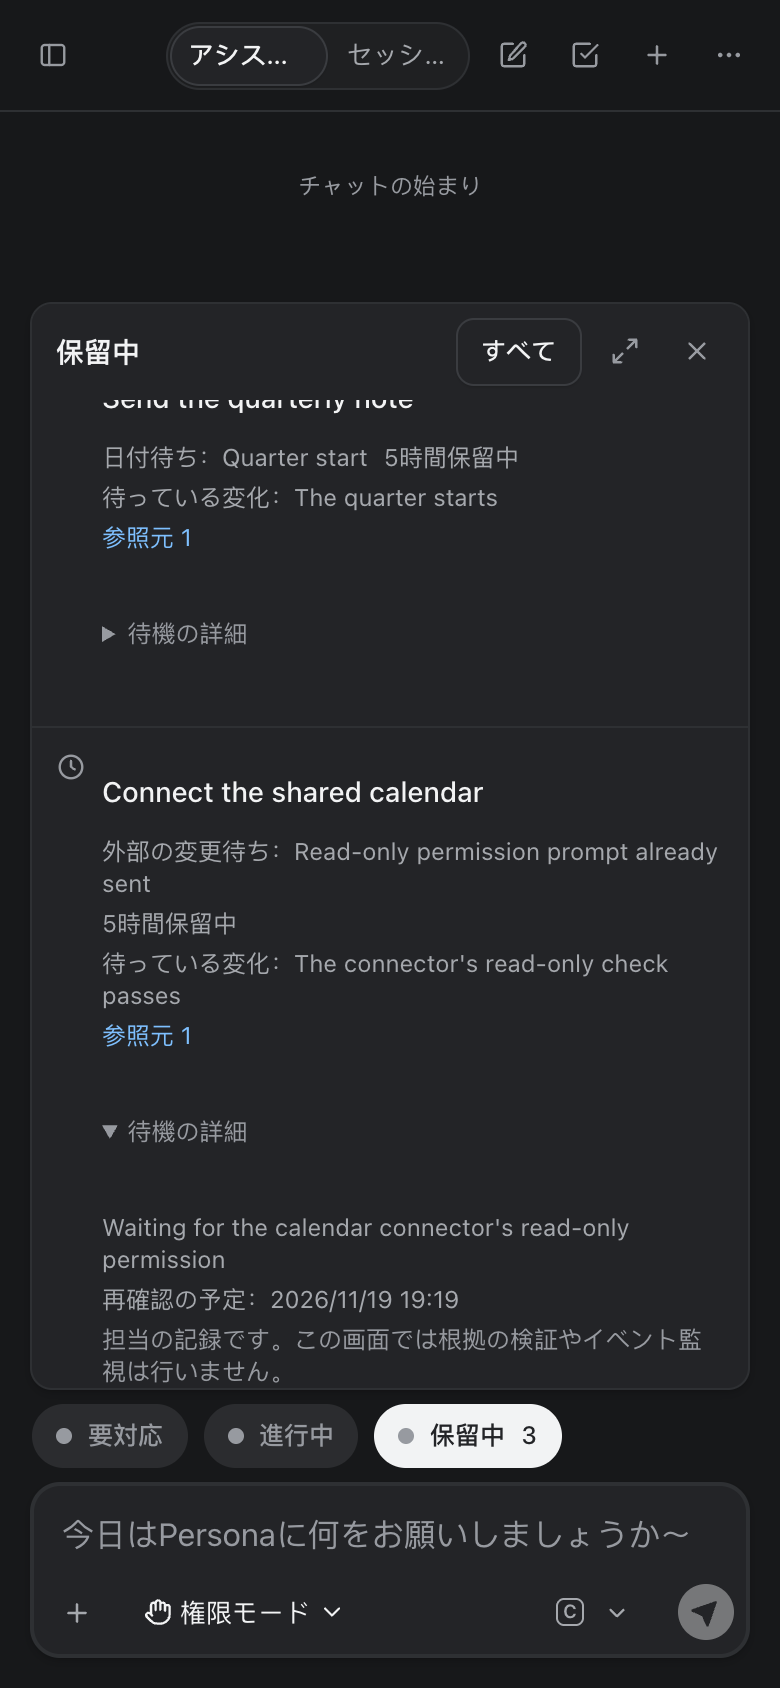 アシス...
セッシ...
チャットの始まり
保留中
すべて
Send the quarterly note
日付待ち：Quarter start 5時間保留中
待っている変化：The quarter starts
参照元 1
▶ 待機の詳細
Connect the shared calendar
外部の変更待ち：Read-only permission prompt already
sent
5時間保留中
待っている変化：The connector's read-only check
passes
参照元 1
▼ 待機の詳細
Waiting for the calendar connector's read-only
permission
再確認の予定：2026/11/19 19:19
担当の記録です。この画面では根拠の検証やイベント監
視は行いません。
要対応
進行中
保留中 3
今日はPersonaに何をお願いしましょうか〜
権限モード
C